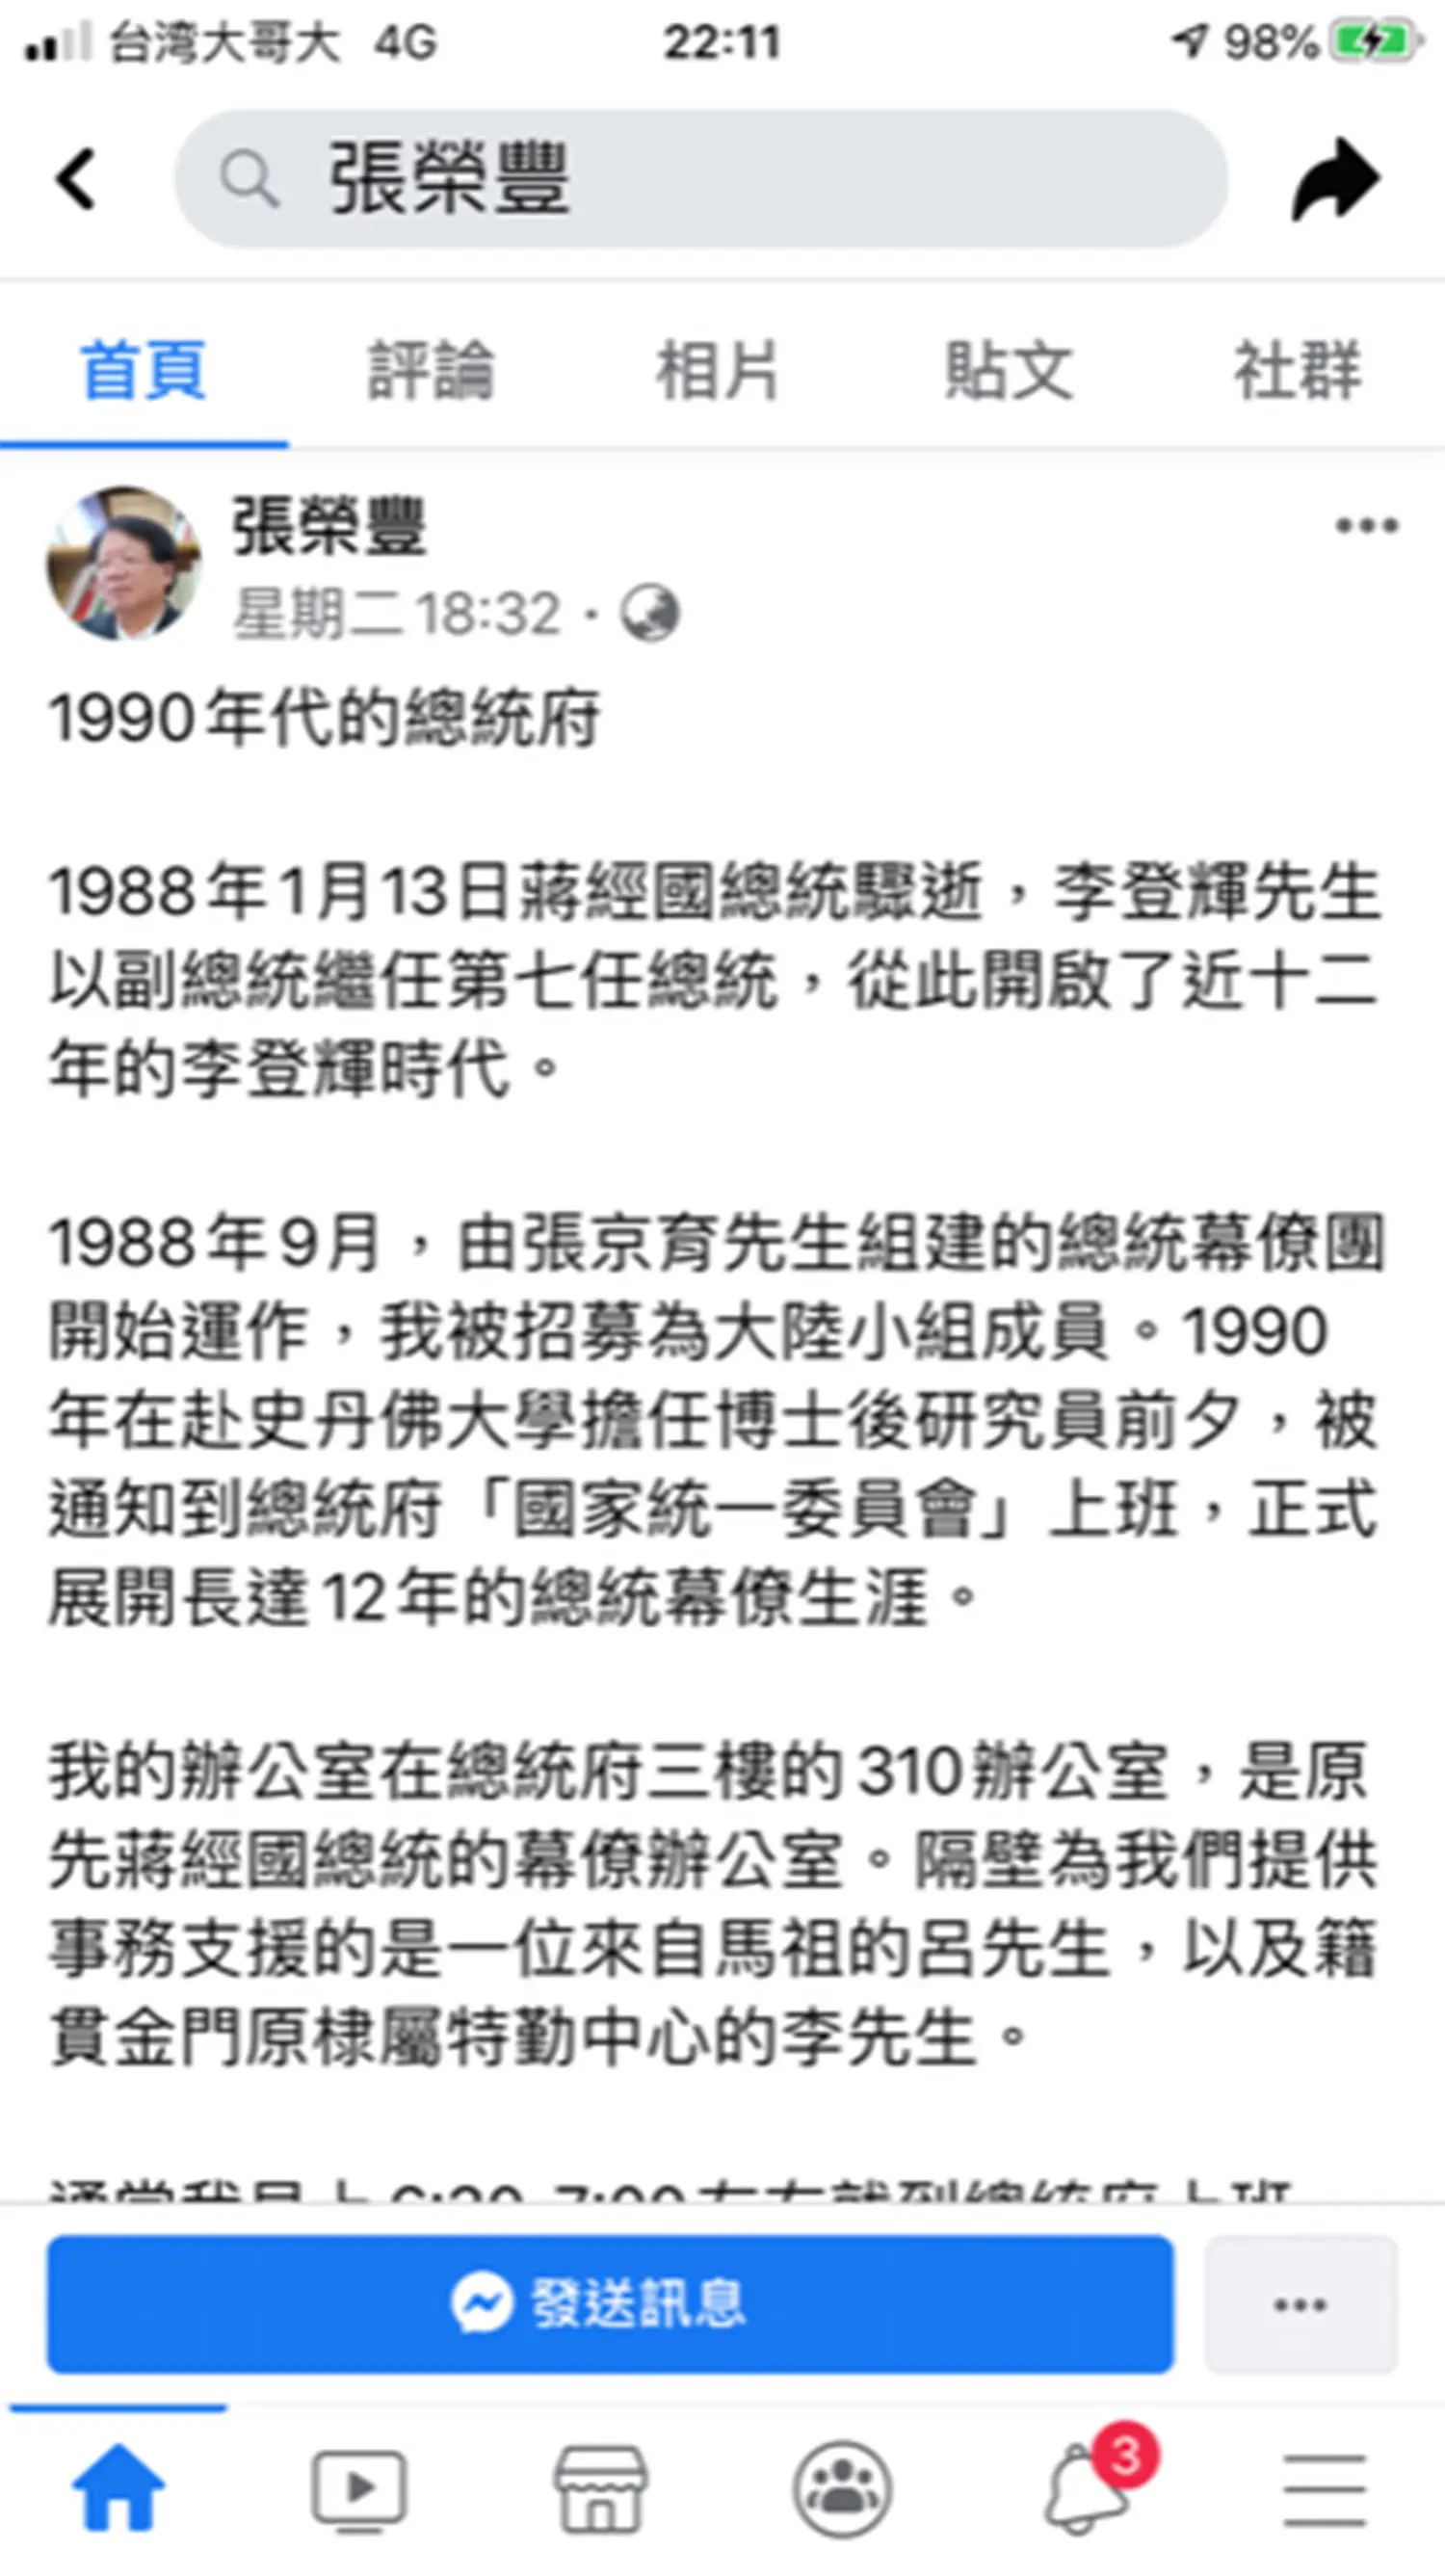 台湾大哥大 4G 22:11 98%
張榮豐
首頁 評論 相片 貼文 社群
張榮豐
星期二 18:32 ·
1990年代的總統府
1988年1月13日蔣經國總統驟逝，李登輝先生
以副總統繼任第七任總統，從此開啟了近十二
年的李登輝時代。
1988年9月，由張京育先生組建的總統幕僚團
開始運作，我被招募為大陸小組成員。1990
年在赴史丹佛大學擔任博士後研究員前夕，被
通知到總統府「國家統一委員會」上班，正式
展開長達12年的總統幕僚生涯。
我的辦公室在總統府三樓的310辦公室，是原
先蔣經國總統的幕僚辦公室。隔壁為我們提供
事務支援的是一位來自馬祖的呂先生，以及籍
貫金門原棣屬特勤中心的李先生。
發送訊息
3